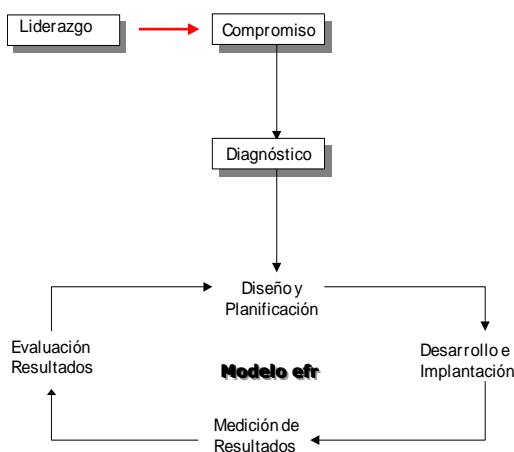 Liderazgo
Compromiso
Diagnóstico
Diseño y
Planificación
Evaluación
Resultados
Desarrollo e
Implantación
Modelo efr
Medición de
Resultados